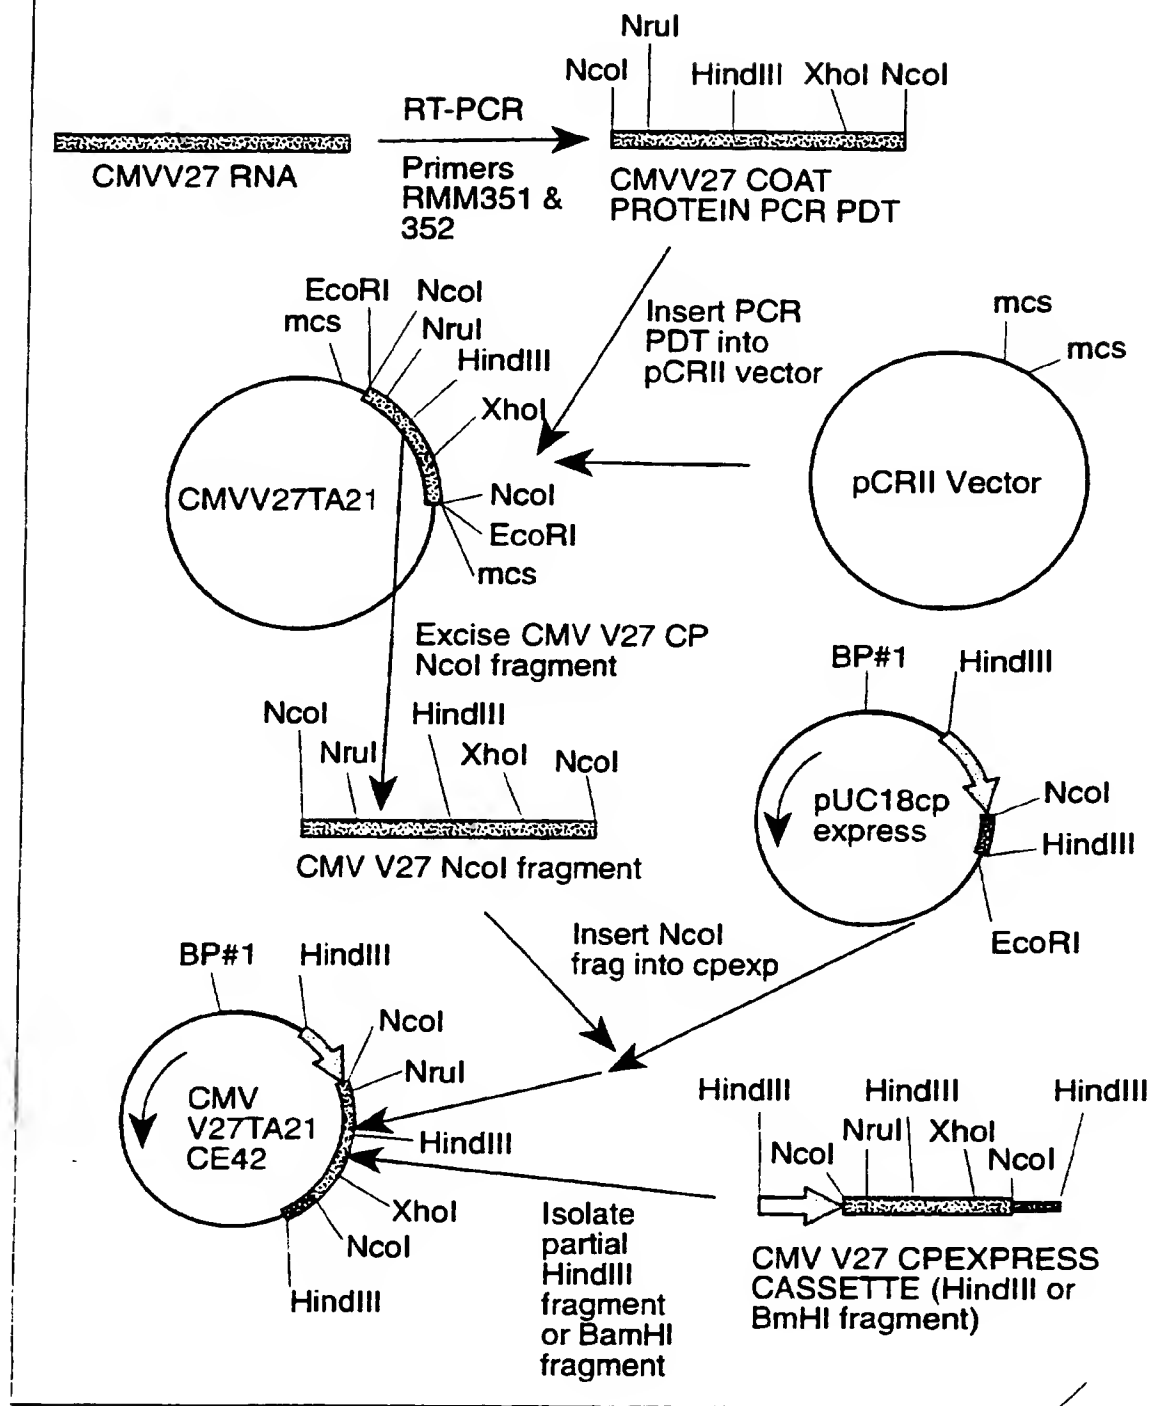 NruI
NcoI
HindIII
XhoI
NcoI
RT-PCR
CMVV27 RNA
Primers
RMM351 &
352
CMVV27 COAT
PROTEIN PCR PDT
EcoRI
NcoI
mcs
NruI
HindIII
XhoI
Insert PCR
PDT into
pCRII vector
mcs
mcs
CMVV27TA21
NcoI
EcoRI
mcs
pCRII Vector
Excise CMV V27 CP
NcoI fragment
BP#1
HindIII
NcoI
HindIII
NruI
XhoI
NcoI
pUC18cp
express
NcoI
HindIII
EcoRI
CMV V27 NcoI fragment
Insert NcoI
frag into cpexp
BP#1
HindIII
NcoI
NruI
CMV
V27TA21
CE42
HindIII
XhoI
NcoI
HindIII
HindIII
HindIII
HindIII
NruI
XhoI
NcoI
NcoI
Isolate
partial
HindIII
fragment
or BamHI
fragment
CMV V27 CPEXPRESS
CASSETTE (HindIII or
BmHI fragment)